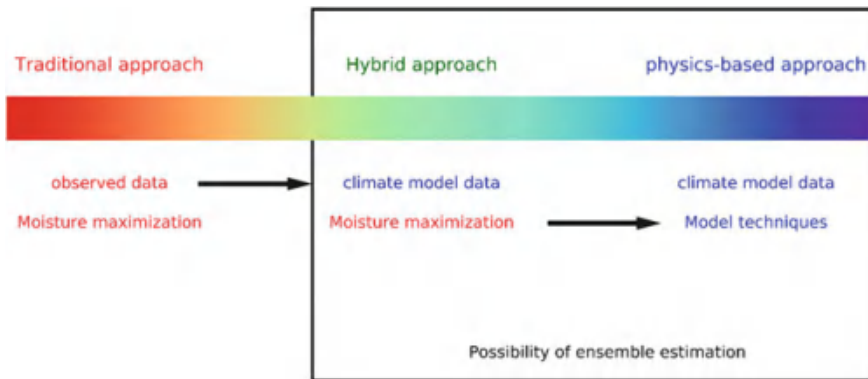 Traditional approach Hybrid approach physics-based approach
observed data climate model data climate model data
Moisture maximization Moisture maximization Model techniques
Possibility of ensemble estimation